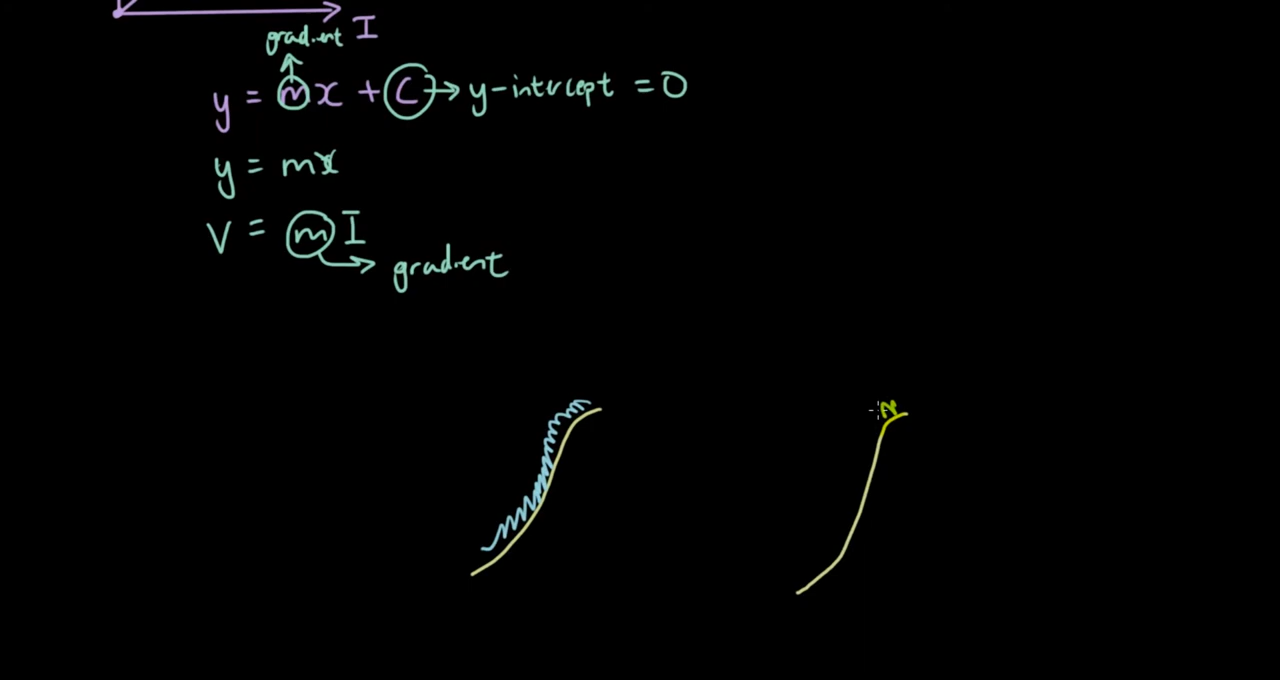 I
gradient
y = mx + C → y-intercept = 0
y = mx
V = mI
→ gradient